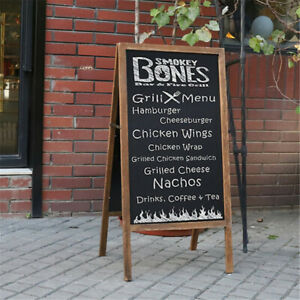 SMOKEY
BONES
Bar & Fire Grill
Grill Menu
Hamburger
Cheeseburger
Chicken Wings
Chicken Wrap
Grilled Chicken Sandwich
Grilled Cheese
Nachos
Drinks, Coffee & Tea